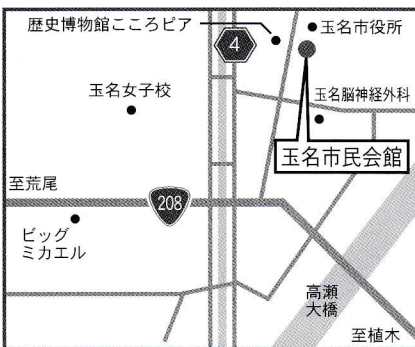 歴史博物館こころピア
4
玉名市役所
玉名女子校
玉名脳神経外科
玉名市民会館
至荒尾
208
ビッグ
ミカエル
高瀬
大橋
至植木